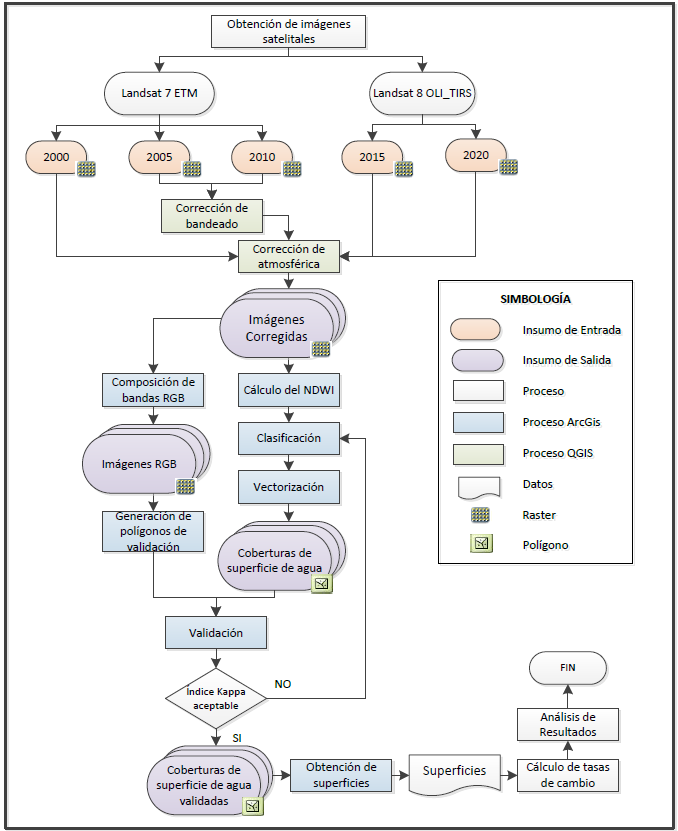 Obtención de imágenes
satelitales
Landsat 7 ETM
Landsat 8 OLI_TIRS
2000
2005
2010
2015
2020
Corrección de
bandeado
Corrección de
atmosférica
Imágenes
Corregidas
Composición de
bandas RGB
Cálculo del NDWI
Clasificación
Imágenes RGB
Vectorización
Generación de
polígonos de
validación
Coberturas de
superficie de agua
Validación
Índice Kappa
aceptable
NO
SI
Coberturas de
superficie de agua
validadas
Obtención de
superficies
Superficies
Cálculo de tasas
de cambio
Análisis de
Resultados
FIN
SIMBOLOGÍA
Insumo de Entrada
Insumo de Salida
Proceso
Proceso ArcGis
Proceso QGIS
Datos
Raster
Polígono